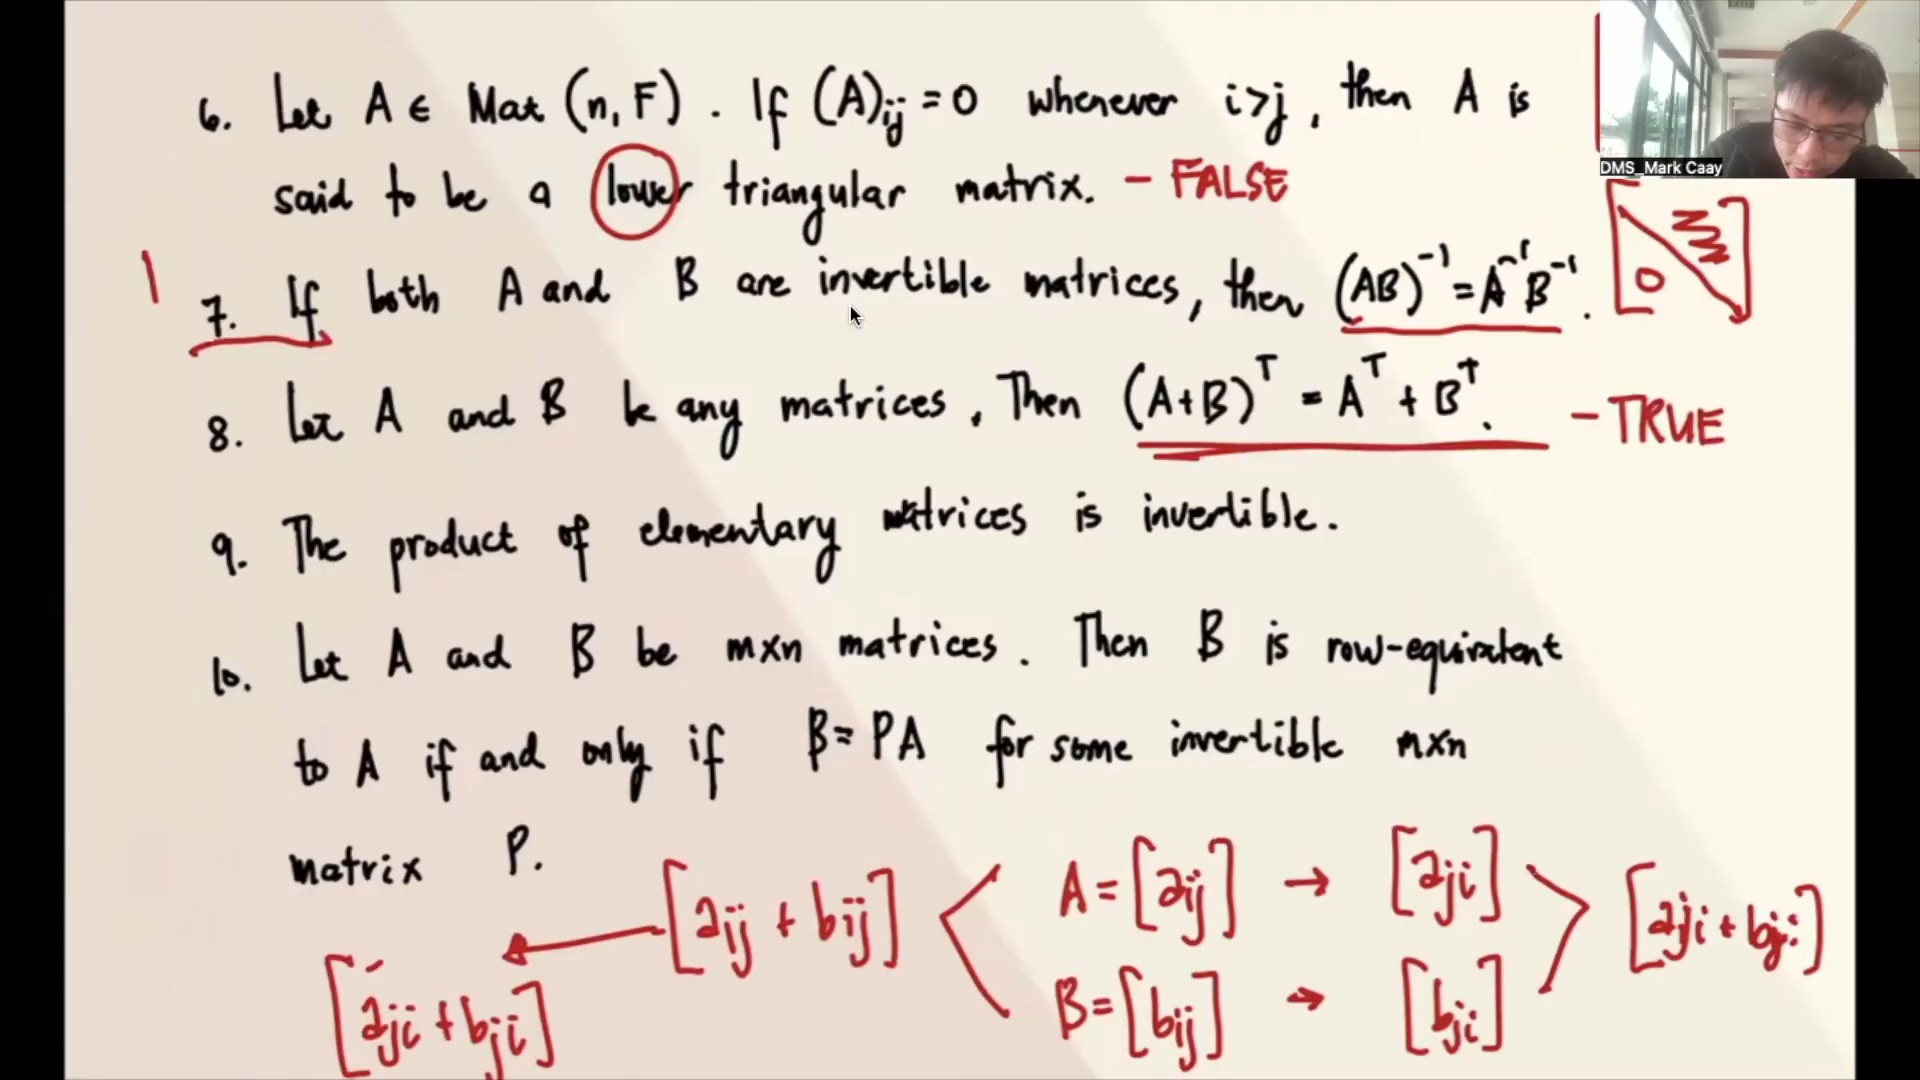 6. Let A ∈ Mat (n, F). If (A)ij = 0 whenever i>j, then A is
said to be a lower triangular matrix. - FALSE
DMS_Mark Caay
0
7. If both A and B are invertible matrices, then (AB)⁻¹ = A⁻¹B⁻¹.
8. Let A and B be any matrices. Then (A+B)ᵀ = Aᵀ + Bᵀ. - TRUE
9. The product of elementary matrices is invertible.
10. Let A and B be mxn matrices. Then B is row-equivalent
to A if and only if B = PA for some invertible mxn
matrix P.
[aij + bij] < A = [aij] → [aji] > [aji + bji]
B = [bij] → [bji]
[aji + bji]